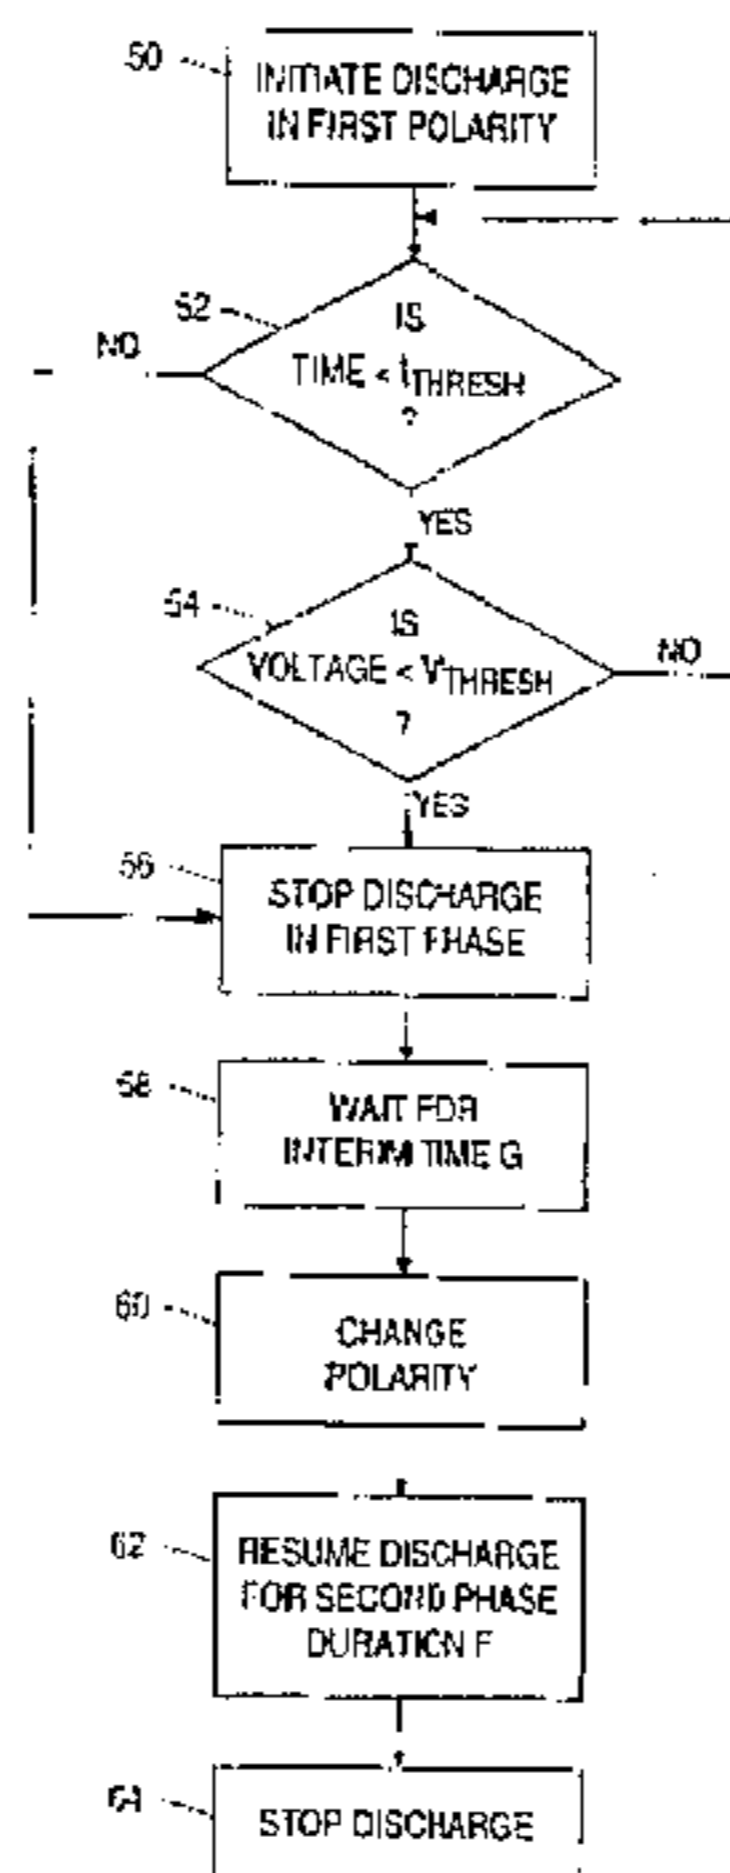 50
INITIATE DISCHARGE
IN FIRST POLARITY
52
NO
IS
TIME < tTHRESH
?
YES
54
IS
VOLTAGE < VTHRESH
?
NO
YES
56
STOP DISCHARGE
IN FIRST PHASE
58
WAIT FOR
INTERIM TIME G
60
CHANGE
POLARITY
62
RESUME DISCHARGE
FOR SECOND PHASE
DURATION F
64
STOP DISCHARGE